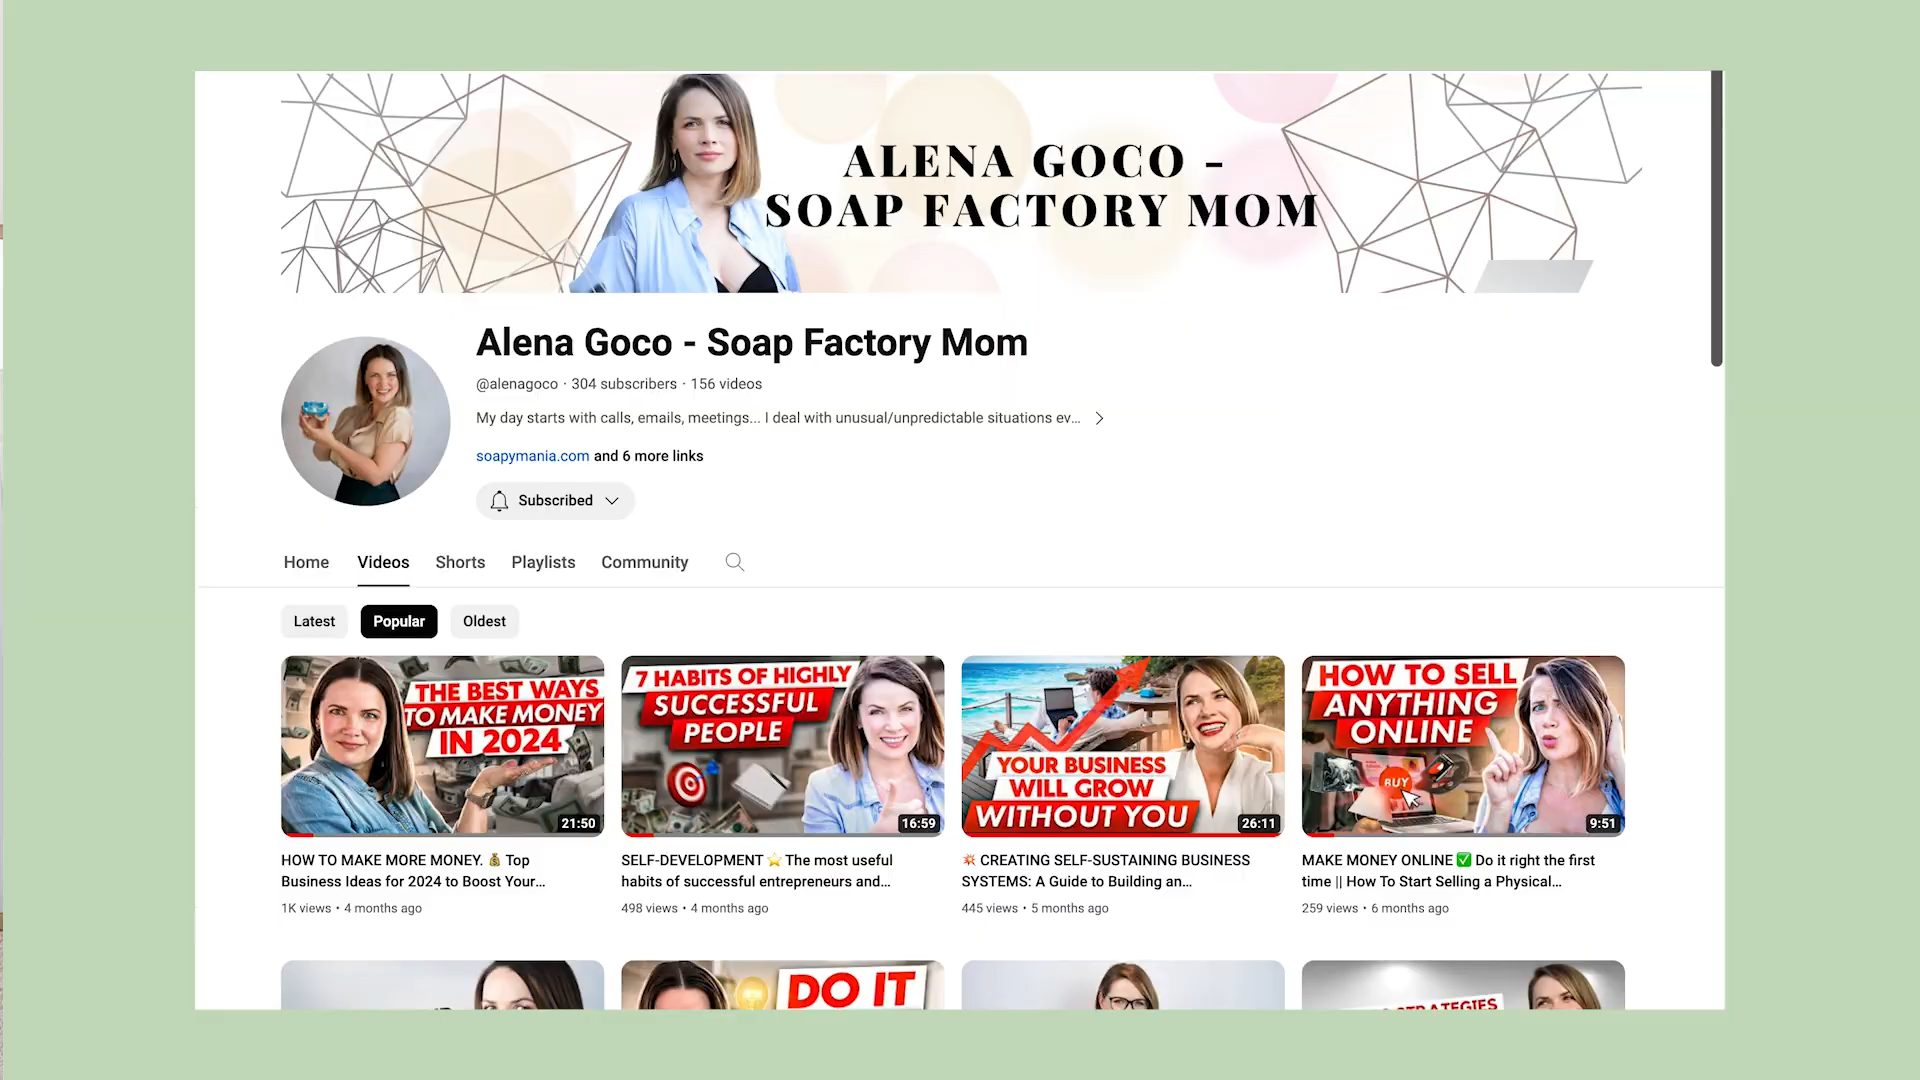 ALENA GOCO -
SOAP FACTORY MOM
Alena Goco - Soap Factory Mom
@alenagoco · 304 subscribers · 156 videos
My day starts with calls, emails, meetings... I deal with unusual/unpredictable situations ev...
soapymania.com and 6 more links
Subscribed
Home Videos Shorts Playlists Community
Latest Popular Oldest
THE BEST WAYS
TO MAKE MONEY
IN 2024
21:50
7 HABITS OF HIGHLY
SUCCESSFUL
PEOPLE
16:59
YOUR BUSINESS
WILL GROW
WITHOUT YOU
26:11
HOW TO SELL
ANYTHING
ONLINE
BUY
9:51
HOW TO MAKE MORE MONEY. 💰 Top
Business Ideas for 2024 to Boost Your...
1K views • 4 months ago
SELF-DEVELOPMENT ⭐ The most useful
habits of successful entrepreneurs and...
498 views • 4 months ago
💥 CREATING SELF-SUSTAINING BUSINESS
SYSTEMS: A Guide to Building an...
445 views • 5 months ago
MAKE MONEY ONLINE ✅ Do it right the first
time || How To Start Selling a Physical...
259 views • 6 months ago
DO IT